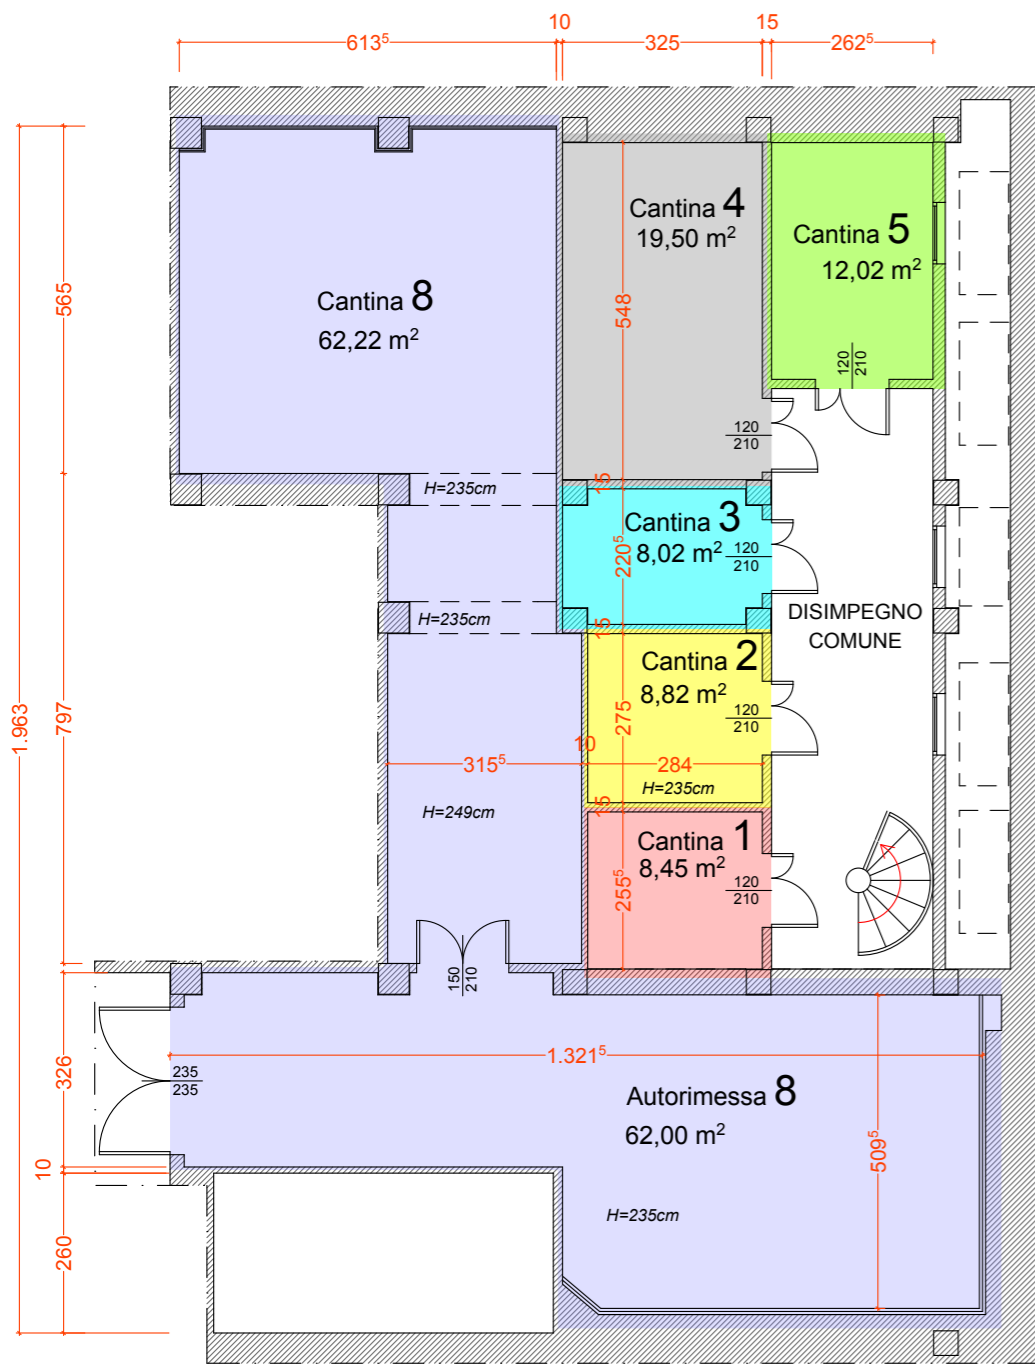 10
15
613⁵
325
262⁵
Cantina 4
19,50 m²
Cantina 5
12,02 m²
Cantina 8
62,22 m²
565
548
120
210
120
210
H=235cm
15
Cantina 3
8,02 m²
220⁵
120
210
H=235cm
15
DISIMPEGNO
COMUNE
Cantina 2
8,82 m²
120
210
1.963
797
275
10
315⁵
284
H=235cm
H=249cm
15
Cantina 1
8,45 m²
255⁵
120
210
150
210
326
235
235
1.321⁵
Autorimessa 8
62,00 m²
509⁵
10
H=235cm
260